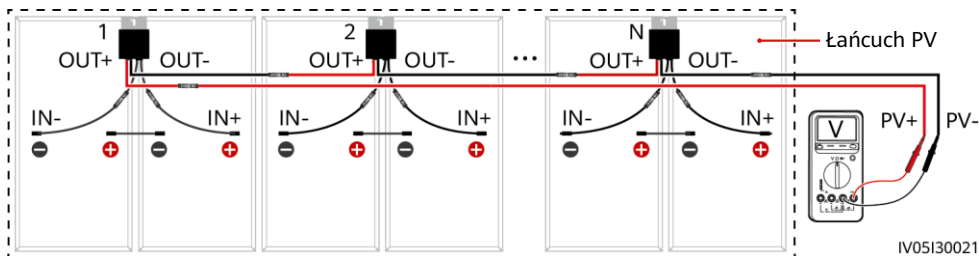 1
OUT+ OUT-
IN- IN+
2
OUT+ OUT-
IN- IN+
...
N
OUT+ OUT-
IN- IN+
Łańcuch PV
V
PV+ PV-
IV05I30021